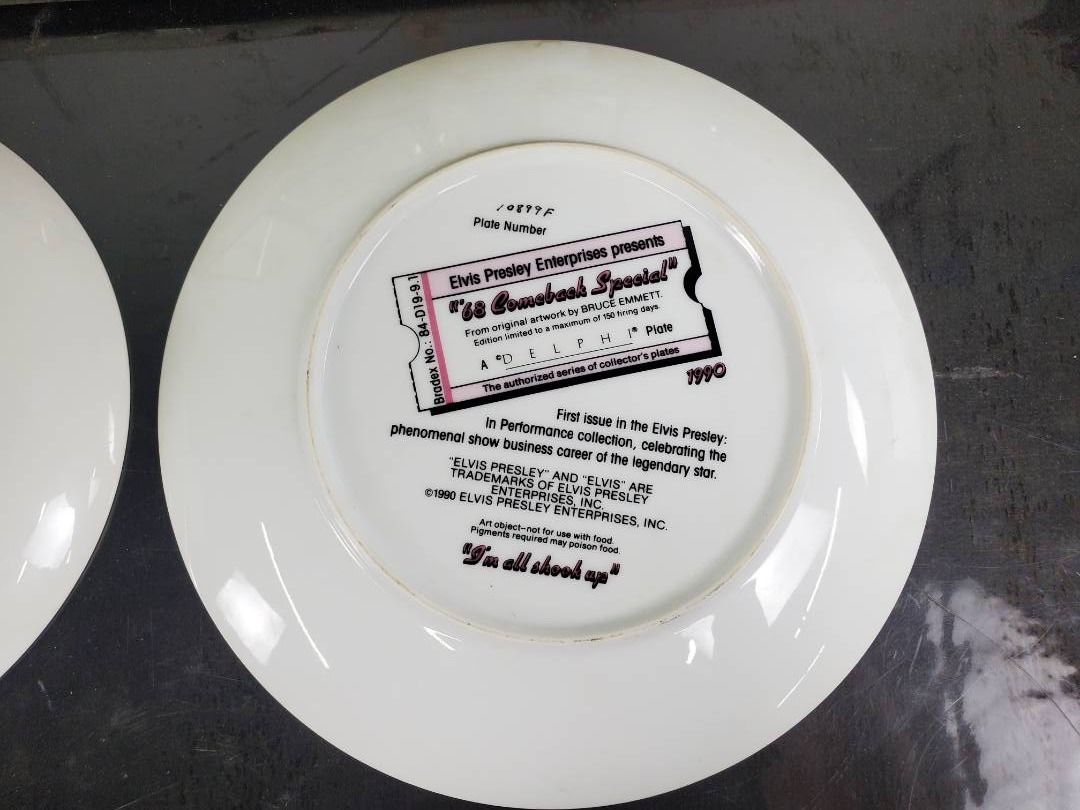 10899F
Plate Number
Elvis Presley Enterprises presents
"'68 Comeback Special"
From original artwork by BRUCE EMMETT.
Edition limited to a maximum of 150 firing days.
A ©DELPHI® Plate
The authorized series of collector's plates
Bradex No.: 84-D19-9.1
1990
First issue in the Elvis Presley:
In Performance collection, celebrating the
phenomenal show business career of the legendary star.
"ELVIS PRESLEY" AND "ELVIS" ARE
TRADEMARKS OF ELVIS PRESLEY
ENTERPRISES, INC.
©1990 ELVIS PRESLEY ENTERPRISES, INC.
Art object–not for use with food.
Pigments required may poison food.
"I'm all shook up"